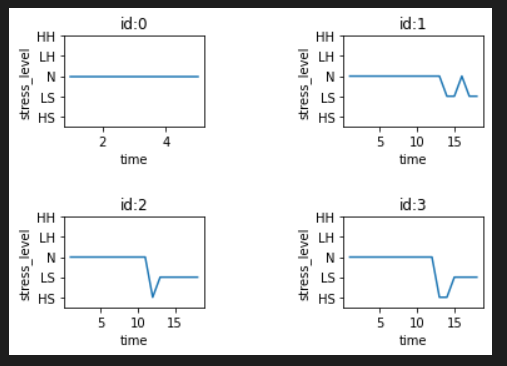 id:0
HH
LH
N
LS
HS
stress_level
2 4
time
id:1
HH
LH
N
LS
HS
stress_level
5 10 15
time
id:2
HH
LH
N
LS
HS
stress_level
5 10 15
time
id:3
HH
LH
N
LS
HS
stress_level
5 10 15
time